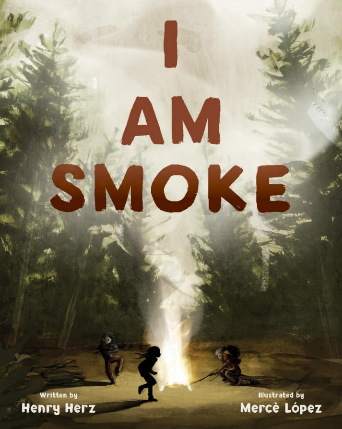 I
AM
SMOKE
Written by
Henry Herz
Illustrated by
Mercè López